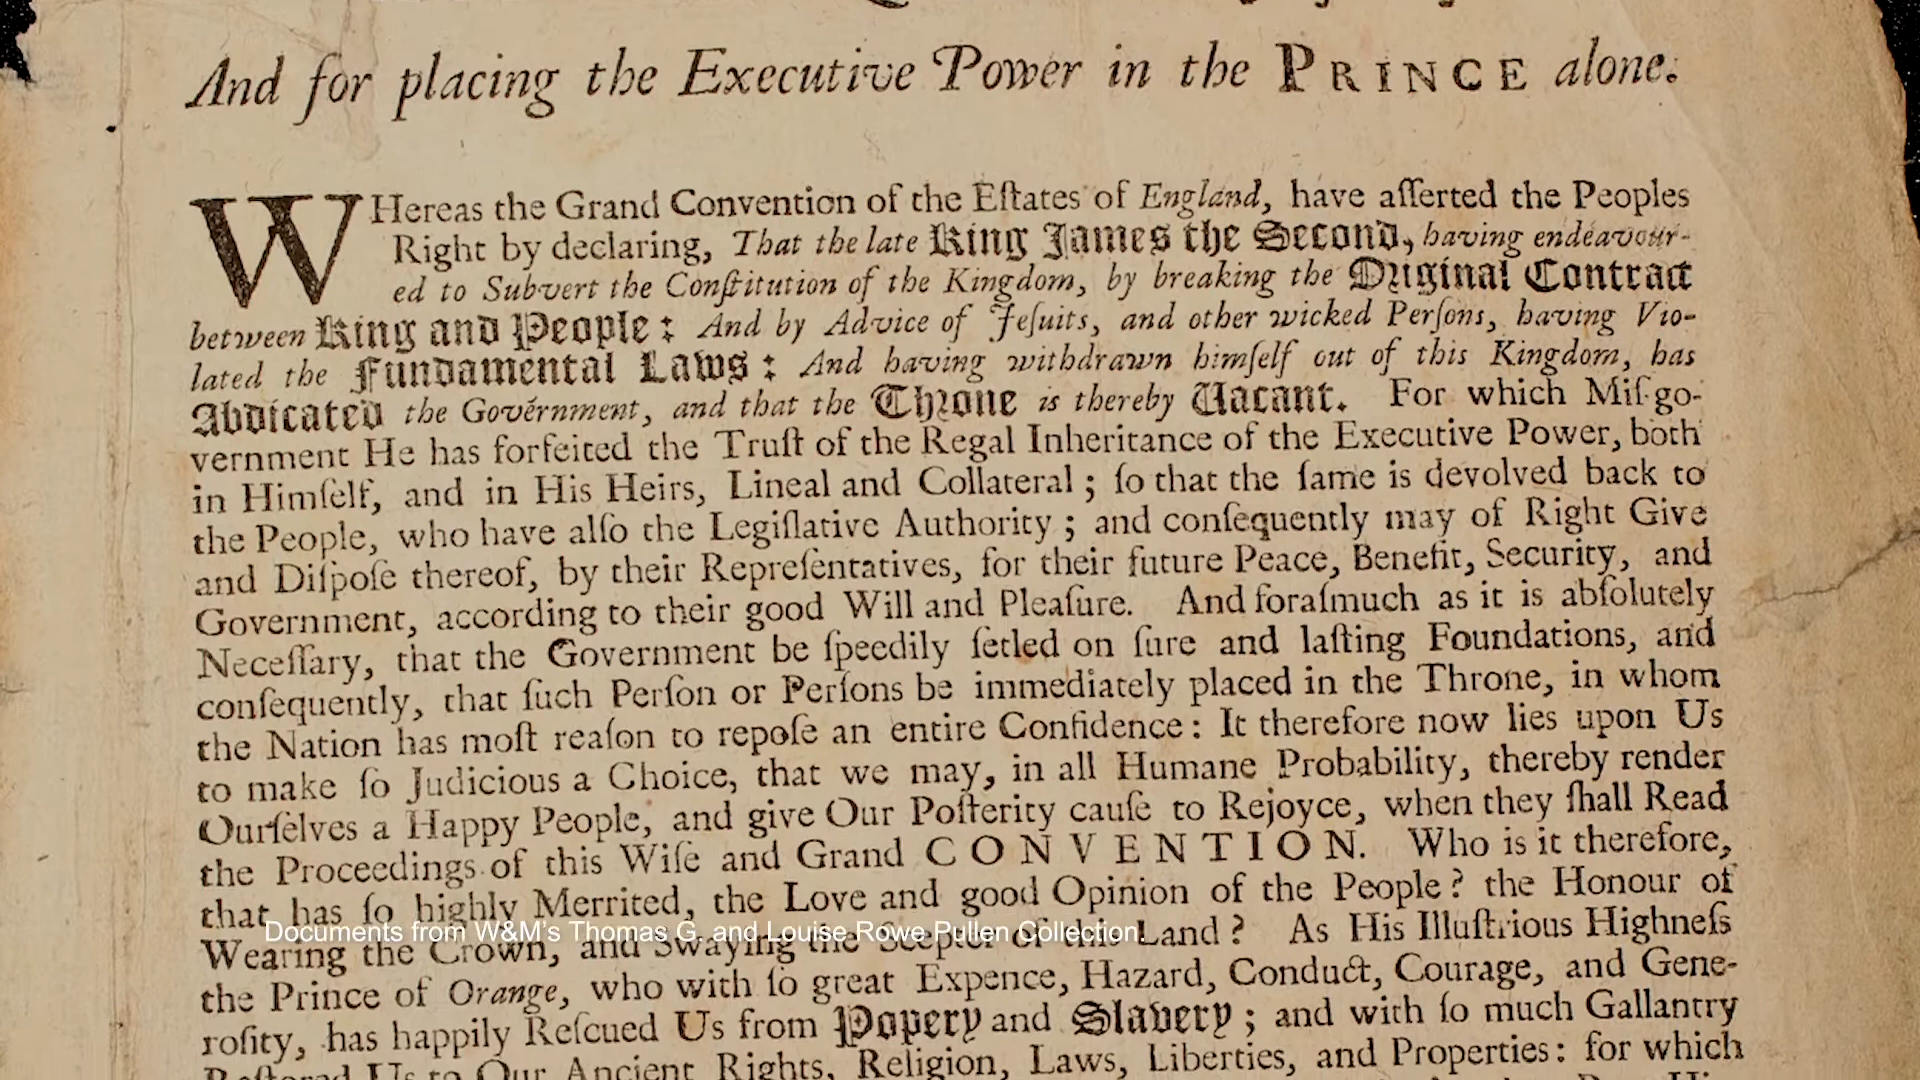 And for placing the Executive Power in the PRINCE alone.
WHereas the Grand Convention of the Eſtates of England, have aſſerted the Peoples
Right by declaring, That the late King James the Second, having endeavour-
ed to Subvert the Conſtitution of the Kingdom, by breaking the Original Contract
between King and People: And by Advice of Jeſuits, and other wicked Perſons, having Vio-
lated the Fundamental Laws: And having withdrawn himſelf out of this Kingdom, has
Abdicated the Government, and that the Throne is thereby Vacant. For which Miſ-go-
vernment He has forfeited the Truſt of the Regal Inheritance of the Executive Power, both
in Himſelf, and in His Heirs, Lineal and Collateral; ſo that the ſame is devolved back to
the People, who have alſo the Legiſlative Authority; and conſequently may of Right Give
and Diſpoſe thereof, by their Repreſentatives, for their future Peace, Benefit, Security, and
Government, according to their good Will and Pleaſure. And foraſmuch as it is abſolutely
Neceſſary, that the Government be ſpeedily ſetled on ſure and laſting Foundations, and
conſequently, that ſuch Perſon or Perſons be immediately placed in the Throne, in whom
the Nation has moſt reaſon to repoſe an entire Confidence: It therefore now lies upon Us
to make ſo Judicious a Choice, that we may, in all Humane Probability, thereby render
Ourſelves a Happy People, and give Our Poſterity cauſe to Rejoyce, when they ſhall Read
the Proceedings of this Wiſe and Grand CONVENTION. Who is it therefore,
that has ſo highly Merrited, the Love and good Opinion of the People? the Honour of
Documents from W&M's Thomas G. and Louise Rowe Pullen Collection.
Wearing the Crown, and Swaying the Scepter of this Land? As His Illuſtrious Highneſs
the Prince of Orange, who with ſo great Expence, Hazard, Conduct, Courage, and Gene-
roſity, has happily Reſcued Us from Popery and Slavery; and with ſo much Gallantry
Reſtored Us to Our Ancient Rights, Religion, Laws, Liberties, and Properties: for which